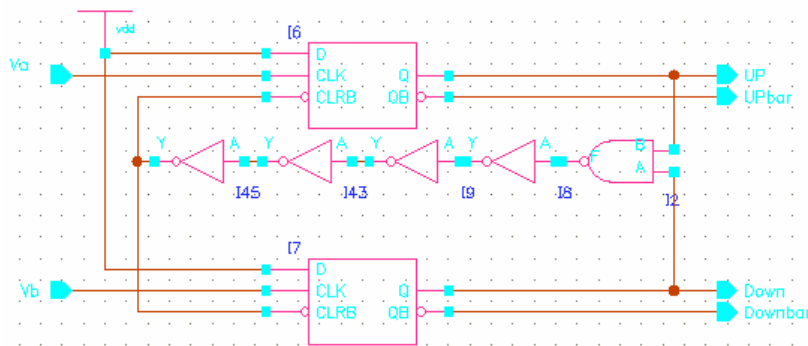 vdd
I6
Va
D
CLK
Q
UP
CLRB
QB
UPbar
Y
A
Y
A
Y
A
Y
A
F
B
A
I45
I43
I9
I8
I2
I7
D
Vb
CLK
Q
Down
CLRB
QB
Downbar